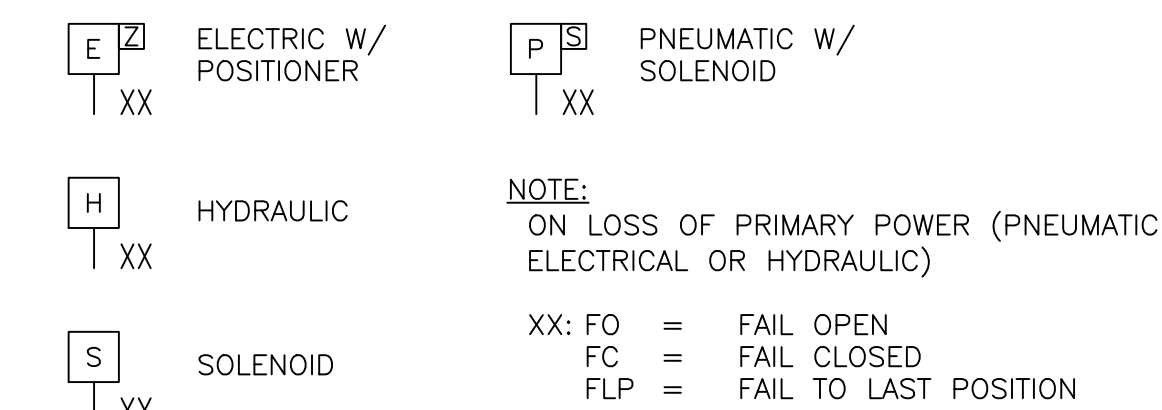 E Z ELECTRIC W/
POSITIONER
XX
P S PNEUMATIC W/
SOLENOID
XX
H HYDRAULIC
XX
S SOLENOID
XX
NOTE:
ON LOSS OF PRIMARY POWER (PNEUMATIC
ELECTRICAL OR HYDRAULIC)
XX: FO = FAIL OPEN
FC = FAIL CLOSED
FLP = FAIL TO LAST POSITION